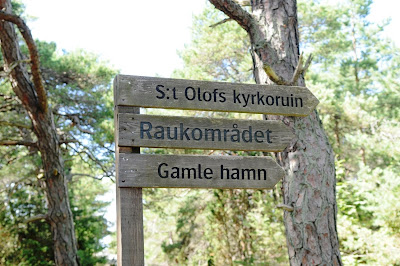 S:t Olofs kyrkoruin
Raukområdet
Gamle hamn